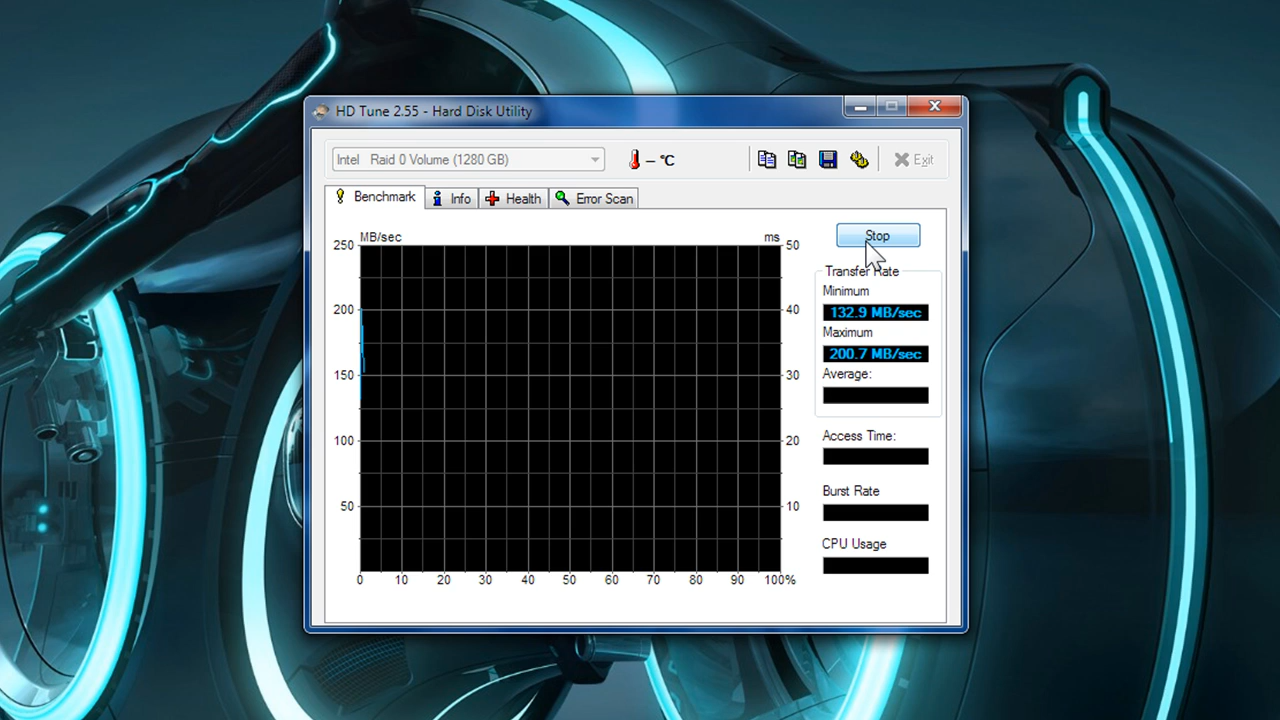 HD Tune 2.55 - Hard Disk Utility
Intel Raid 0 Volume (1280 GB)
– °C
Exit
Benchmark
Info
Health
Error Scan
MB/sec
ms
Stop
250
200
150
100
50
50
40
30
20
10
0 10 20 30 40 50 60 70 80 90 100%
Transfer Rate
Minimum
132.9 MB/sec
Maximum
200.7 MB/sec
Average:
Access Time:
Burst Rate
CPU Usage